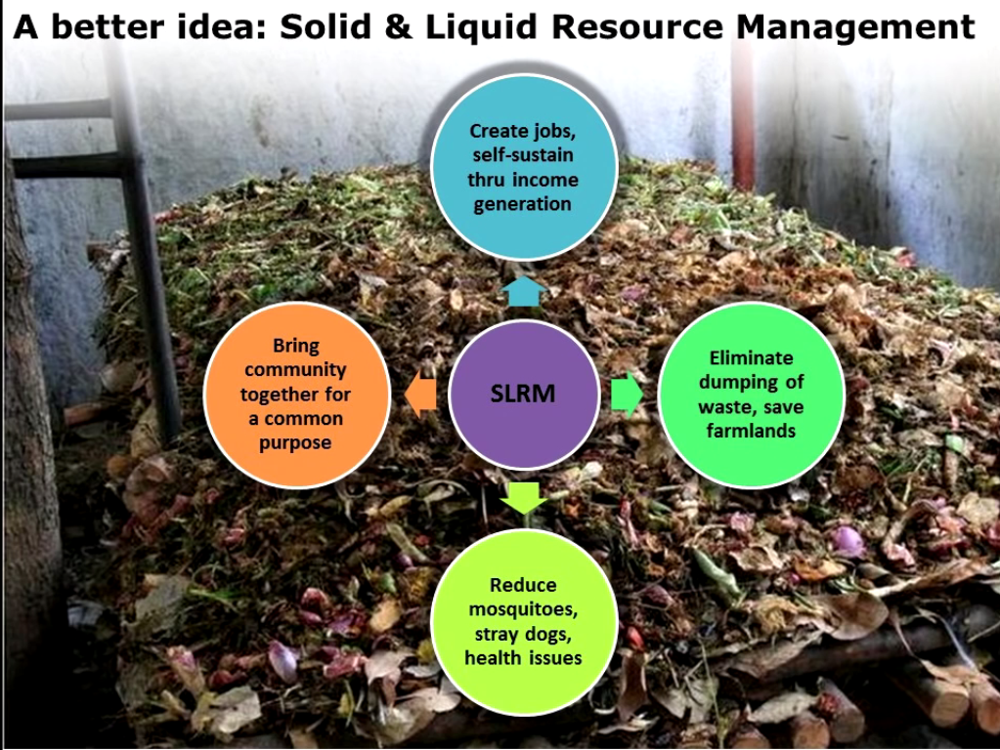 A better idea: Solid & Liquid Resource Management
Create jobs,
self-sustain
thru income
generation
Bring
community
together for
a common
purpose
SLRM
Eliminate
dumping of
waste, save
farmlands
Reduce
mosquitoes,
stray dogs,
health issues